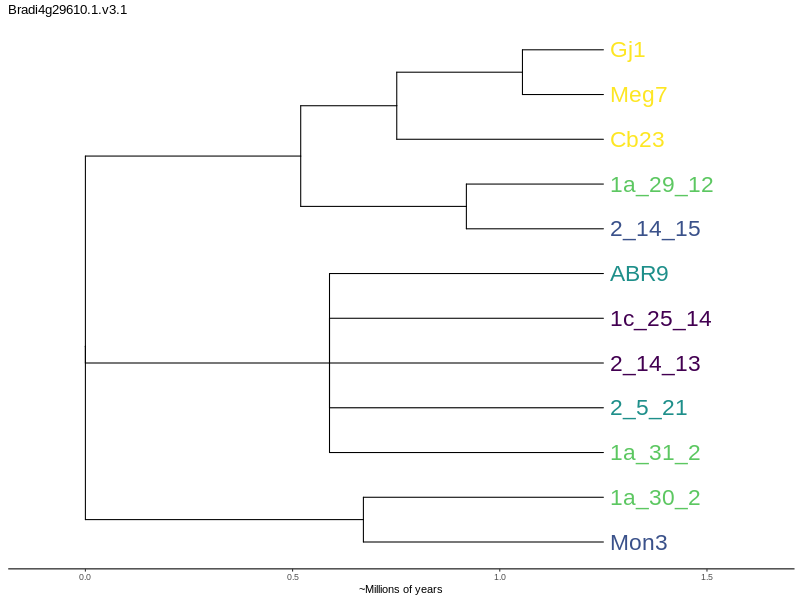 Bradi4g29610.1.v3.1
Gj1
Meg7
Cb23
1a_29_12
2_14_15
ABR9
1c_25_14
2_14_13
2_5_21
1a_31_2
1a_30_2
Mon3
0.0 0.5 1.0 1.5
~Millions of years